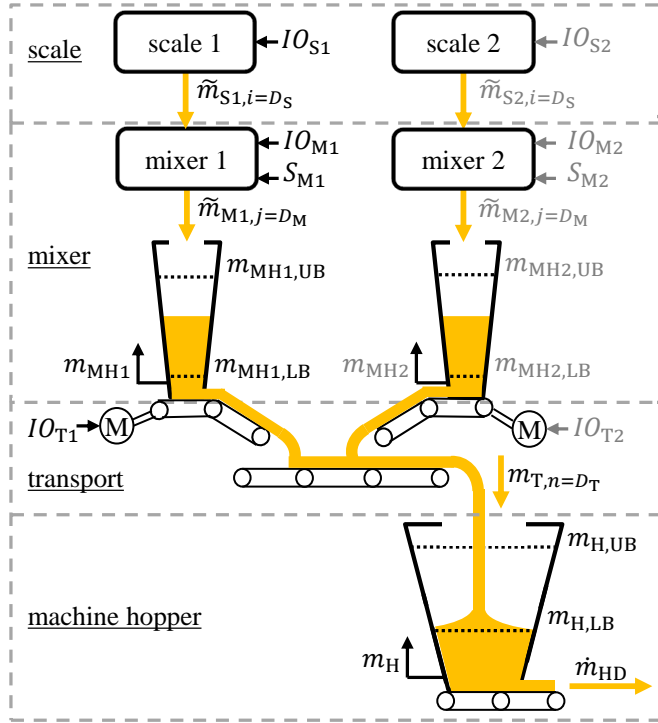 scale
scale 1
IO_S1
scale 2
IO_S2
m̃_S1,i=D_S
m̃_S2,i=D_S
mixer 1
IO_M1
S_M1
mixer 2
IO_M2
S_M2
m̃_M1,j=D_M
m̃_M2,j=D_M
mixer
m_MH1,UB
m_MH2,UB
m_MH1
m_MH1,LB
m_MH2
m_MH2,LB
IO_T1
M
M
IO_T2
transport
m_T,n=D_T
m_H,UB
machine hopper
m_H,LB
m_H
ṁ_HD